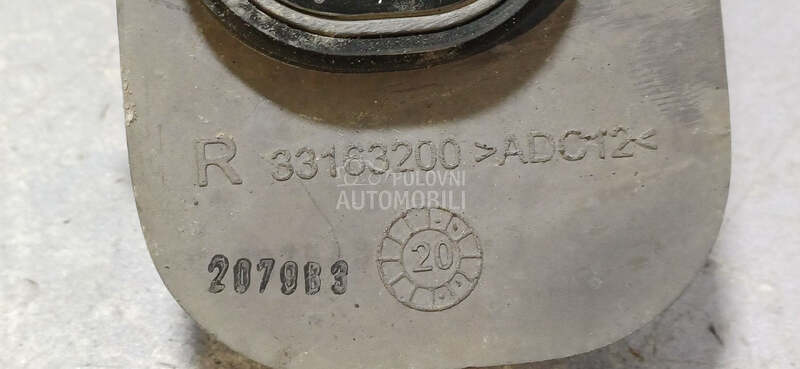 R 33163200 >ADC12<
POLOVNI
AUTOMOBILI
20
2079B3